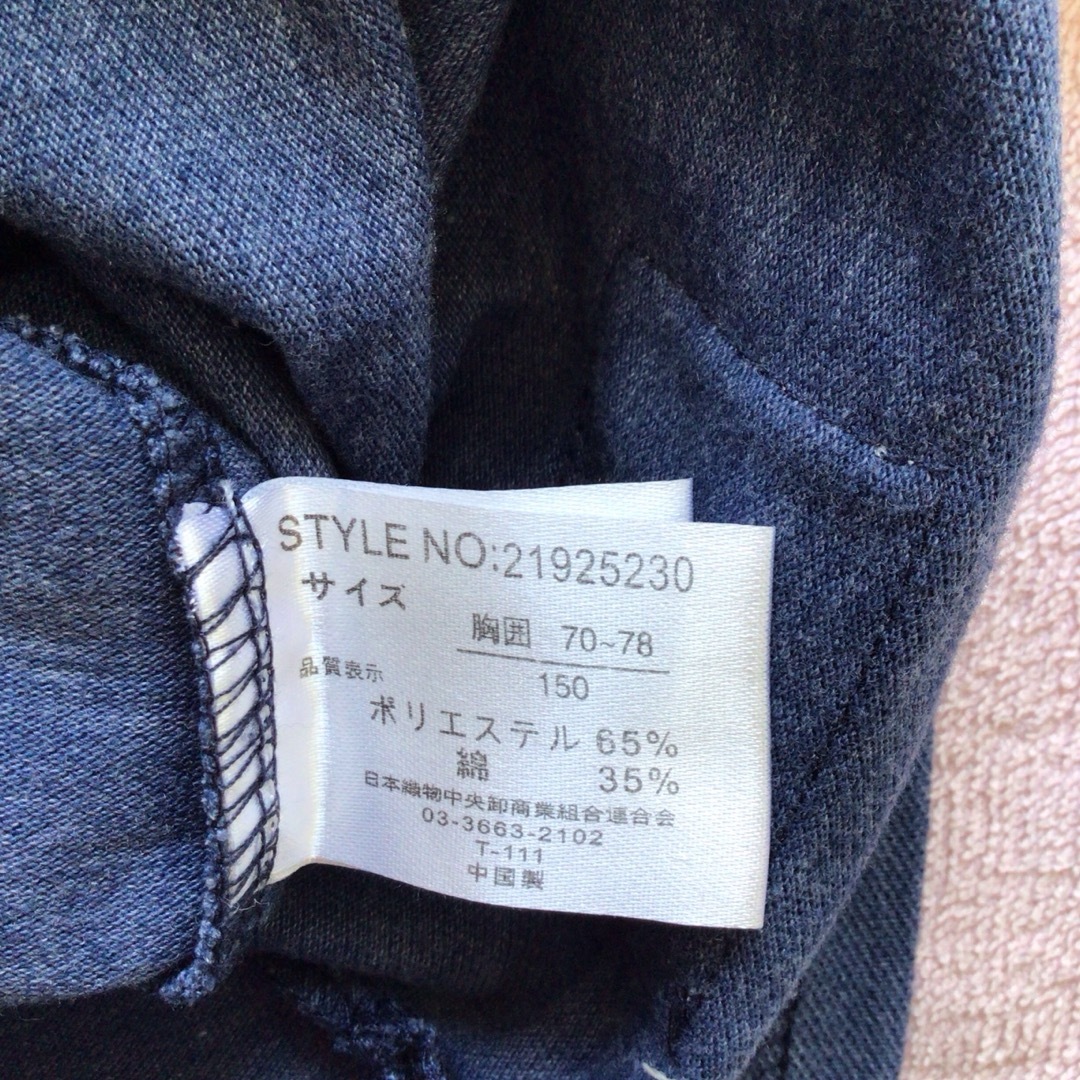 STYLE NO:21925230
サイズ
胸囲 70~78
150
品質表示
ポリエステル 65%
綿 35%
日本織物中央卸商業組合連合会
03-3663-2102
T-111
中國製